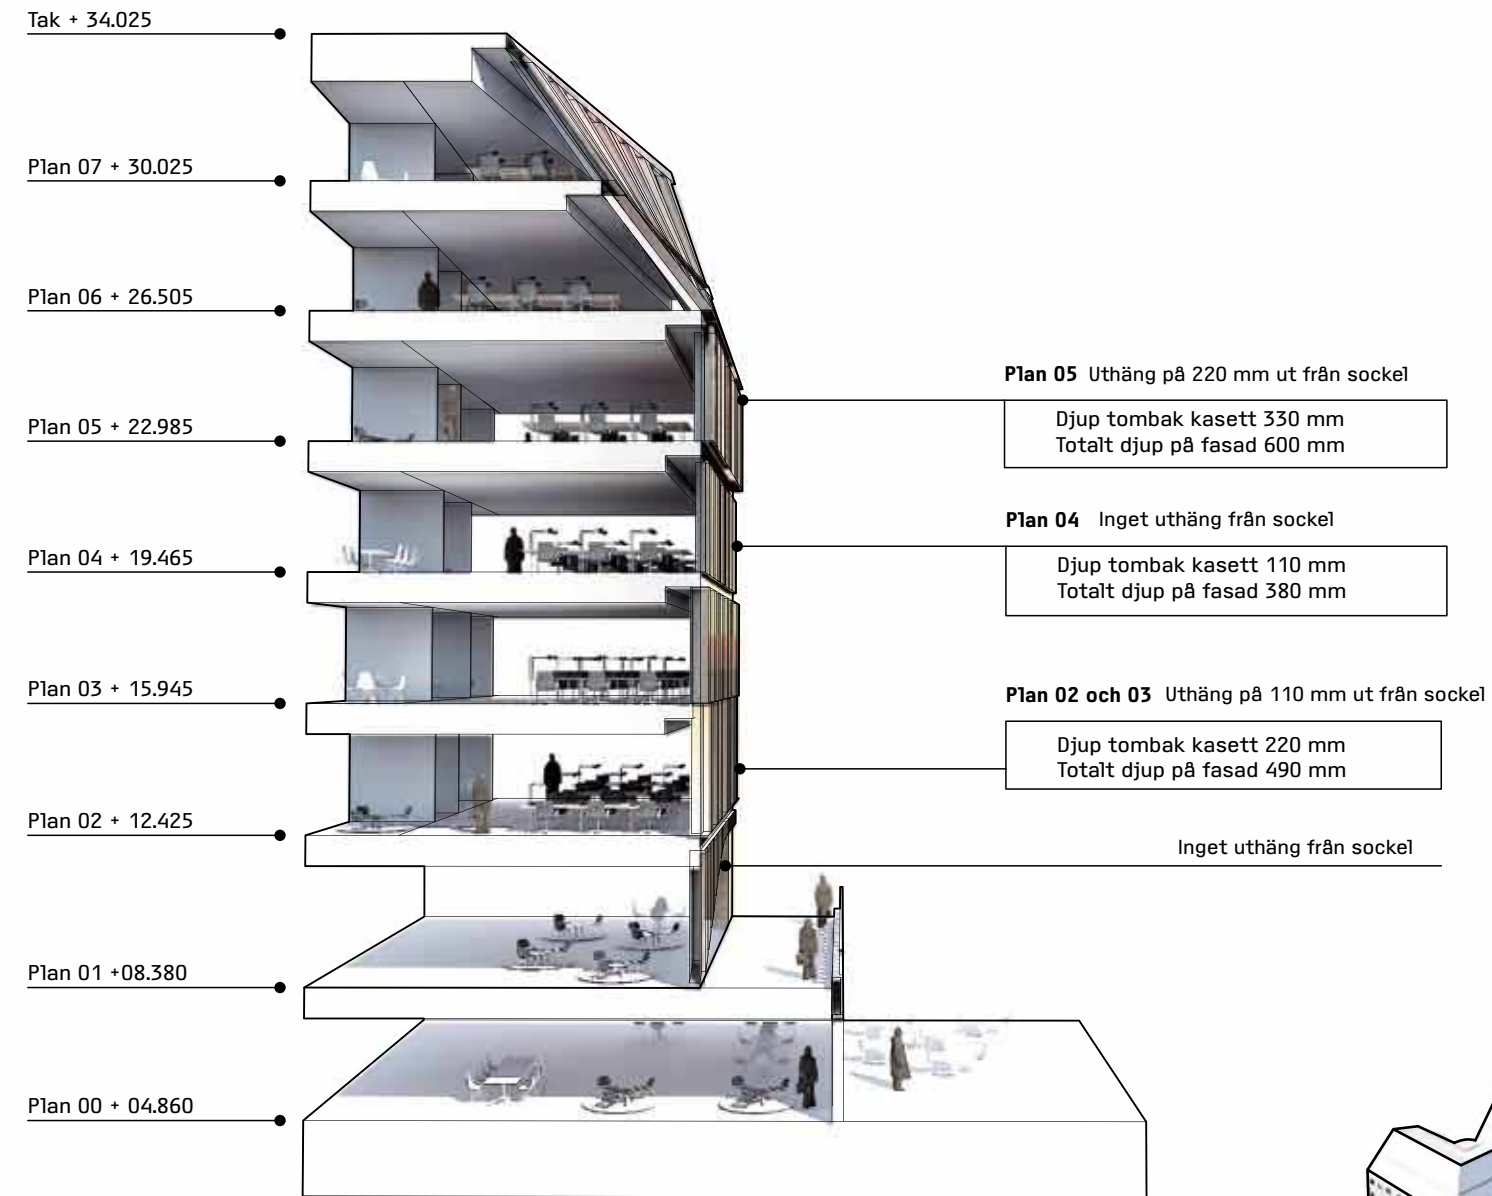 Tak + 34.025
Plan 07 + 30.025
Plan 06 + 26.505
Plan 05 + 22.985
Plan 04 + 19.465
Plan 03 + 15.945
Plan 02 + 12.425
Plan 01 +08.380
Plan 00 + 04.860
Plan 05 Uthäng på 220 mm ut från sockel
Djup tombak kasett 330 mm
Totalt djup på fasad 600 mm
Plan 04 Inget uthäng från sockel
Djup tombak kasett 110 mm
Totalt djup på fasad 380 mm
Plan 02 och 03 Uthäng på 110 mm ut från sockel
Djup tombak kasett 220 mm
Totalt djup på fasad 490 mm
Inget uthäng från sockel